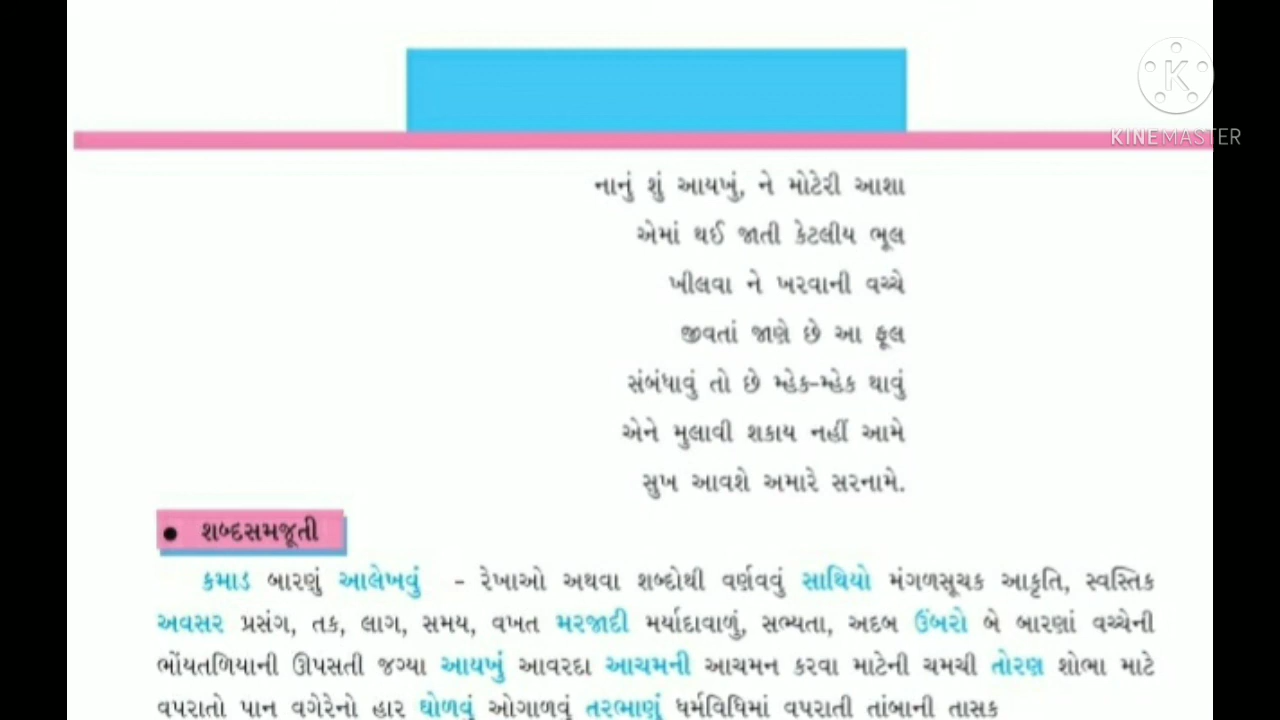 KINEMASTER
નાનું શું આયખું, ને મોટેરી આશા
એમાં થઈ જાતી કેટલીય ભૂલ
ખીલવા ને ખરવાની વચ્ચે
જીવતાં જાણે છે આ ફૂલ
સંબંધાવું તો છે મ્હેક-મ્હેક થાવું
એને મુલાવી શકાય નહીં આમે
સુખ આવશે અમારે સરનામે.
• શબ્દસમજૂતી
કમાડ બારણું આલેખવું - રેખાઓ અથવા શબ્દોથી વર્ણવવું સાથિયો મંગળસૂચક આકૃતિ, સ્વસ્તિક
અવસર પ્રસંગ, તક, લાગ, સમય, વખત મરજાદી મર્યાદાવાળું, સભ્યતા, અદબ ઉંબરો બે બારણાં વચ્ચેની
ભોંયતળિયાની ઊપસતી જગ્યા આયખું આવરદા આચમની આચમન કરવા માટેની ચમચી તોરણ શોભા માટે
વપરાતો પાન વગેરેનો હાર ઘોળવું ઓગાળવું તરભાણું ધર્મવિધિમાં વપરાતી તાંબાની તાસક